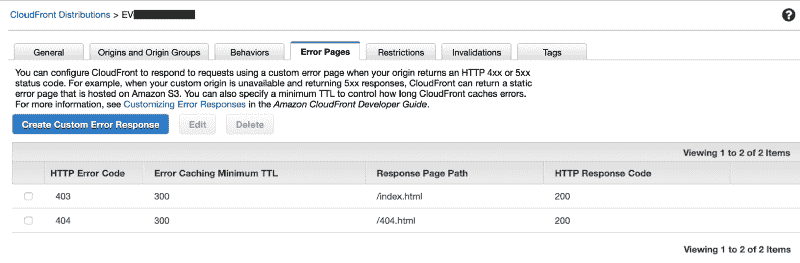 CloudFront Distributions > EV
General Origins and Origin Groups Behaviors Error Pages Restrictions Invalidations Tags
You can configure CloudFront to respond to requests using a custom error page when your origin returns an HTTP 4xx or 5xx
status code. For example, when your custom origin is unavailable and returning 5xx responses, CloudFront can return a static
error page that is hosted on Amazon S3. You can also specify a minimum TTL to control how long CloudFront caches errors.
For more information, see Customizing Error Responses in the Amazon CloudFront Developer Guide.
Create Custom Error Response Edit Delete
Viewing 1 to 2 of 2 Items
HTTP Error Code Error Caching Minimum TTL Response Page Path HTTP Response Code
403 300 /index.html 200
404 300 /404.html 200
Viewing 1 to 2 of 2 Items